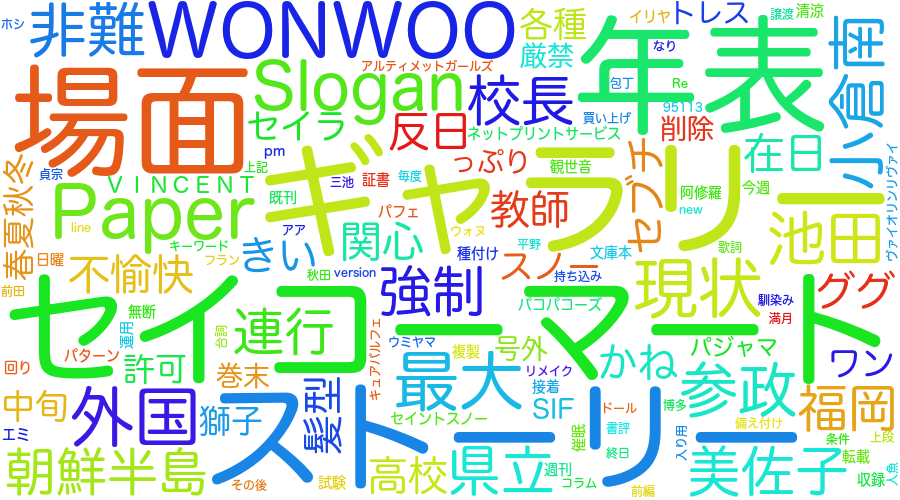 ホシ
非難
WONWOO
各種
イリヤ
トレス
譲渡
清涼
年表
小倉南
場面
アルティメットガールズ
厳禁
包丁
なり
Re
Slogan
校長
95113
買い上げ
セイラ
反日
ネットプリントサービス
削除
在日
ヴァイオリンリヴァイ
春夏秋冬
貞宗
上記
pm
っぷり
観世音
セブチ
ギャラリー
VINCENT
三池
証書
毎度
阿修羅
今週
Paper
既刊
パフェ
教師
new
池田
line
アア
ウォヌ
キーワード
関心
平野
文庫本
歌詞
日曜
不愉快
フラン
きい
種付け
スノー
前田
秋田
version
強制
持ち込み
現状
ググ
セイコーマート
無断
運用
台詞
連行
パコパコーズ
馴染み
満月
キュアパルフェ
ウミヤマ
複製
号外
かね
パジャマ
ワン
回り
パターン
許可
巻末
最大
リメイク
参政
中旬
外国
獅子
髪型
ストーリー
セイントスノー
接着
SIF
ドール
博多
福岡
エミ
備え付け
催眠
書評
入り用
条件
上段
朝鮮半島
高校
県立
週刊
終日
美佐子
転載
その後
試験
コラム
前編
収録
人魚